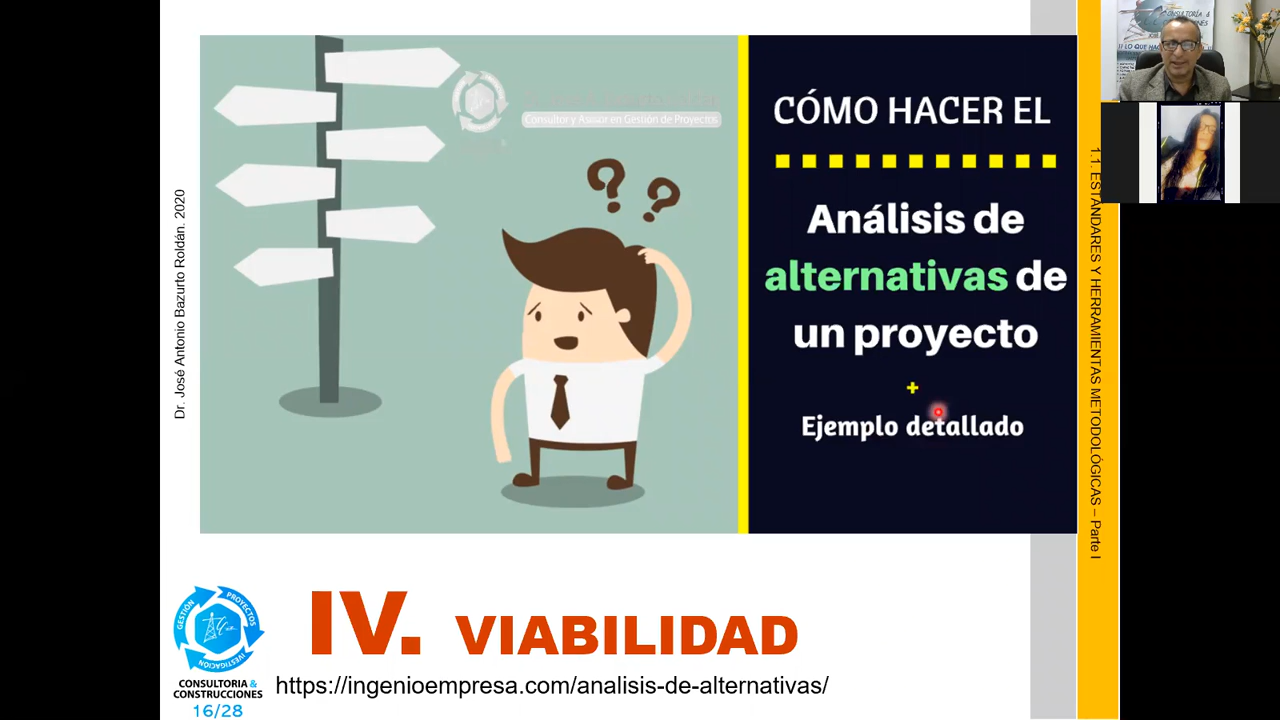 Dr. José Antonio Bazurto Roldán. 2020
Consultor y Asesor en Gestión de Proyectos
? ?
CÓMO HACER EL
Análisis de
alternativas de
un proyecto
+
Ejemplo detallado
1.1. ESTÁNDARES Y HERRAMIENTAS METODOLÓGICAS – Parte I
CONSULTORÍA &
IV. VIABILIDAD
https://ingenioempresa.com/analisis-de-alternativas/
GESTIÓN
PROYECTOS
IVESTIGACIÓN
CONSULTORIA &
CONSTRUCCIONES
16/28